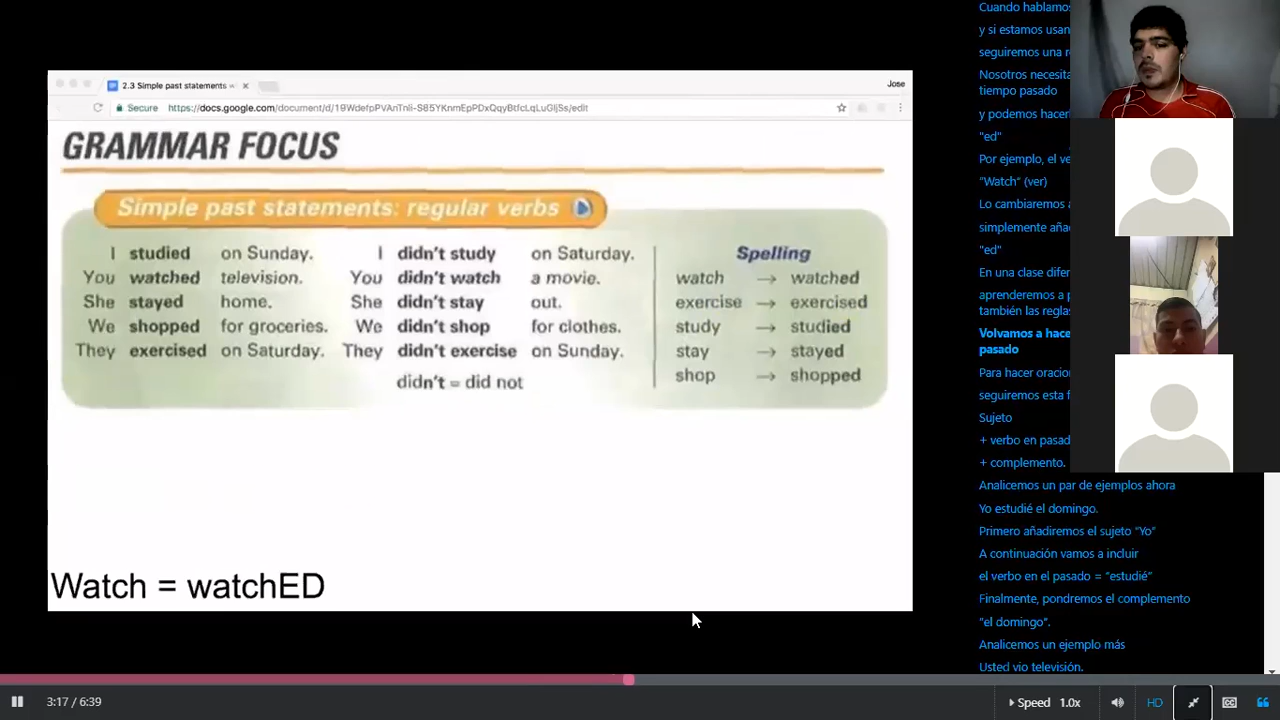 2.3 Simple past statements
Jose
Secure https://docs.google.com/document/d/
GRAMMAR FOCUS
Simple past statements: regular verbs
I studied on Sunday. I didn't study on Saturday. Spelling
You watched television. You didn't watch a movie. watch → watched
She stayed home. She didn't stay out. exercise → exercised
We shopped for groceries. We didn't shop for clothes. study → studied
They exercised on Saturday. They didn't exercise on Sunday. stay → stayed
didn't = did not shop → shopped
Watch = watchED
Cuando hablamos
y si estamos usan
seguiremos una r
Nosotros necesita
tiempo pasado
y podemos hacer
"ed"
Por ejemplo, el ve
"Watch" (ver)
Lo cambiaremos a
simplemente aña
"ed"
En una clase difer
aprenderemos a p
también las regla
Volvamos a hace
pasado
Para hacer oracio
seguiremos esta f
Sujeto
+ verbo en pasad
+ complemento.
Analicemos un par de ejemplos ahora
Yo estudié el domingo.
Primero añadiremos el sujeto "Yo"
A continuación vamos a incluir
el verbo en el pasado = "estudié"
Finalmente, pondremos el complemento
"el domingo".
Analicemos un ejemplo más
Usted vio televisión.
3:17 / 6:39
Speed 1.0x
HD
CC